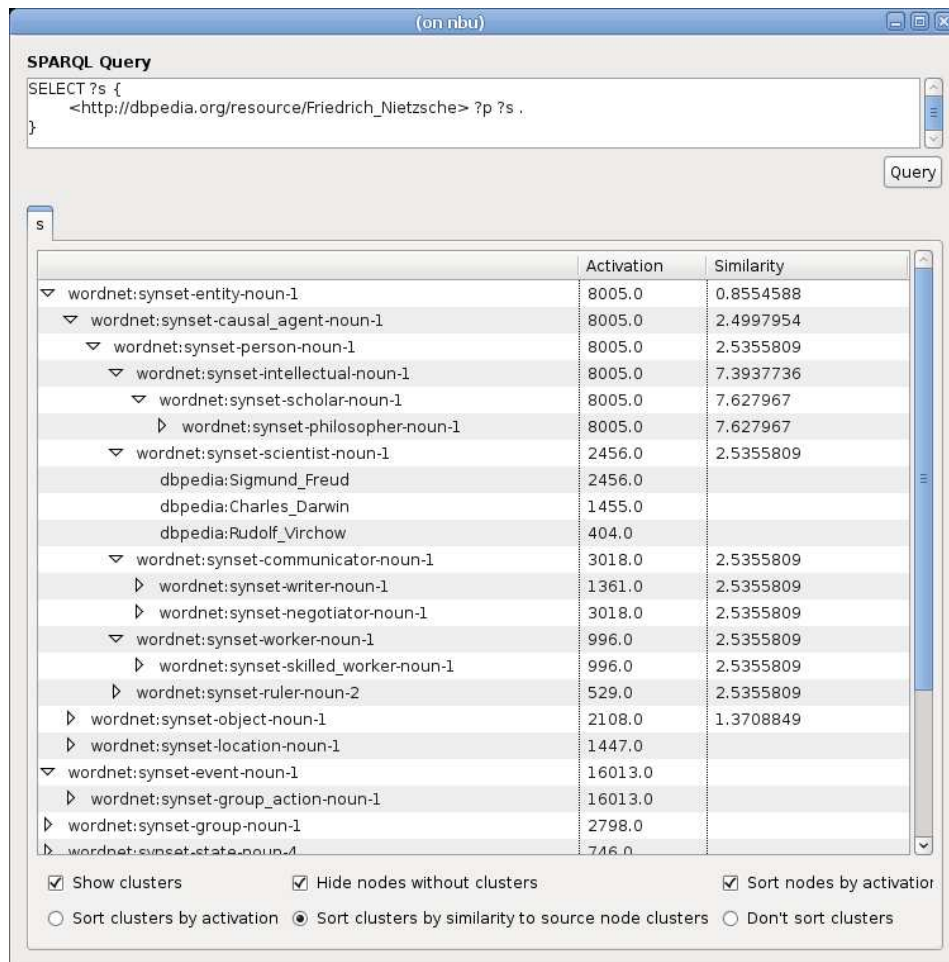 (on nbu)
SPARQL Query
SELECT ?s {
<http://dbpedia.org/resource/Friedrich_Nietzsche> ?p ?s .
}
Query
s
Activation Similarity
wordnet:synset-entity-noun-1 8005.0 0.8554588
wordnet:synset-causal_agent-noun-1 8005.0 2.4997954
wordnet:synset-person-noun-1 8005.0 2.5355809
wordnet:synset-intellectual-noun-1 8005.0 7.3937736
wordnet:synset-scholar-noun-1 8005.0 7.627967
wordnet:synset-philosopher-noun-1 8005.0 7.627967
wordnet:synset-scientist-noun-1 2456.0 2.5355809
dbpedia:Sigmund_Freud 2456.0
dbpedia:Charles_Darwin 1455.0
dbpedia:Rudolf_Virchow 404.0
wordnet:synset-communicator-noun-1 3018.0 2.5355809
wordnet:synset-writer-noun-1 1361.0 2.5355809
wordnet:synset-negotiator-noun-1 3018.0 2.5355809
wordnet:synset-worker-noun-1 996.0 2.5355809
wordnet:synset-skilled_worker-noun-1 996.0 2.5355809
wordnet:synset-ruler-noun-2 529.0 2.5355809
wordnet:synset-object-noun-1 2108.0 1.3708849
wordnet:synset-location-noun-1 1447.0
wordnet:synset-event-noun-1 16013.0
wordnet:synset-group_action-noun-1 16013.0
wordnet:synset-group-noun-1 2798.0
wordnet:synset-state-noun-4 746.0
Show clusters Hide nodes without clusters Sort nodes by activation
Sort clusters by activation Sort clusters by similarity to source node clusters Don't sort clusters